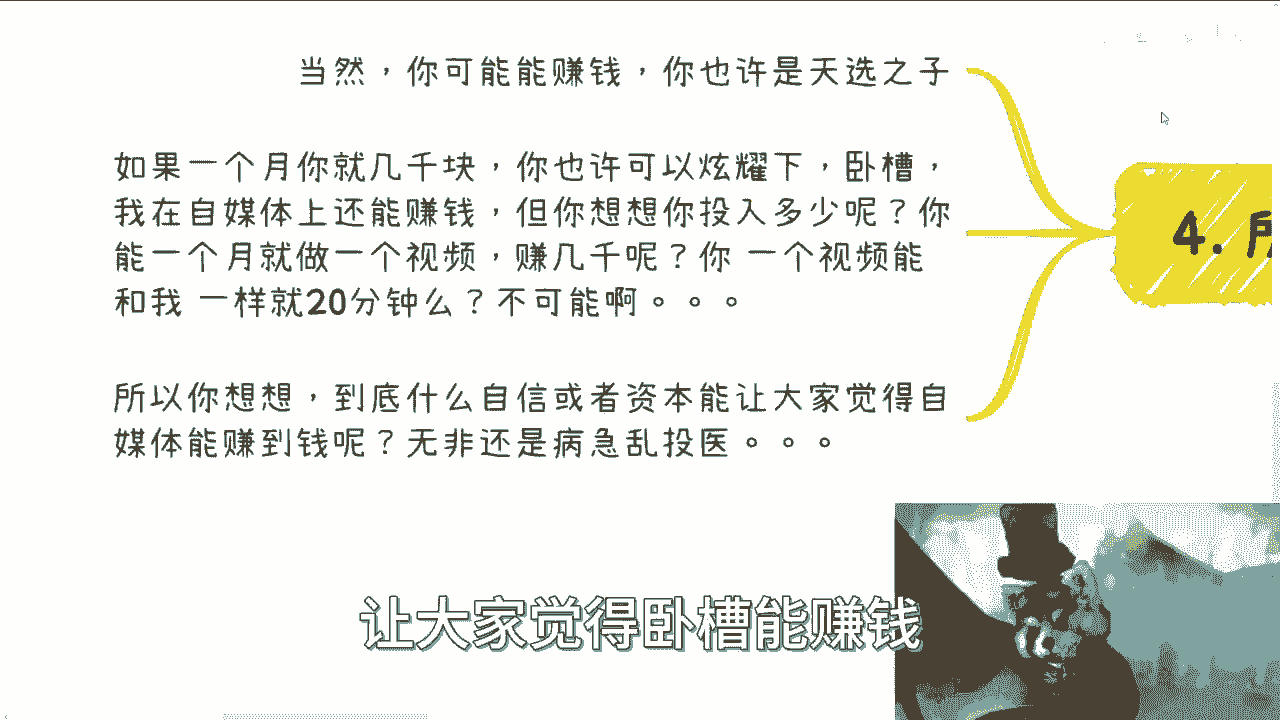 当然，你可能能赚钱，你也许是天选之子
如果一个月你就几千块，你也许可以炫耀下，卧槽，
我在自媒体上还能赚钱，但你想想你投入多少呢？你
能一个月就做一个视频，赚几千呢？你 一个视频能
和我 一样就20分钟么？不可能啊。。。
所以你想想，到底什么自信或者资本能让大家觉得自
媒体能赚到钱呢？无非还是病急乱投医。。。
4. 所
让大家觉得卧槽能赚钱